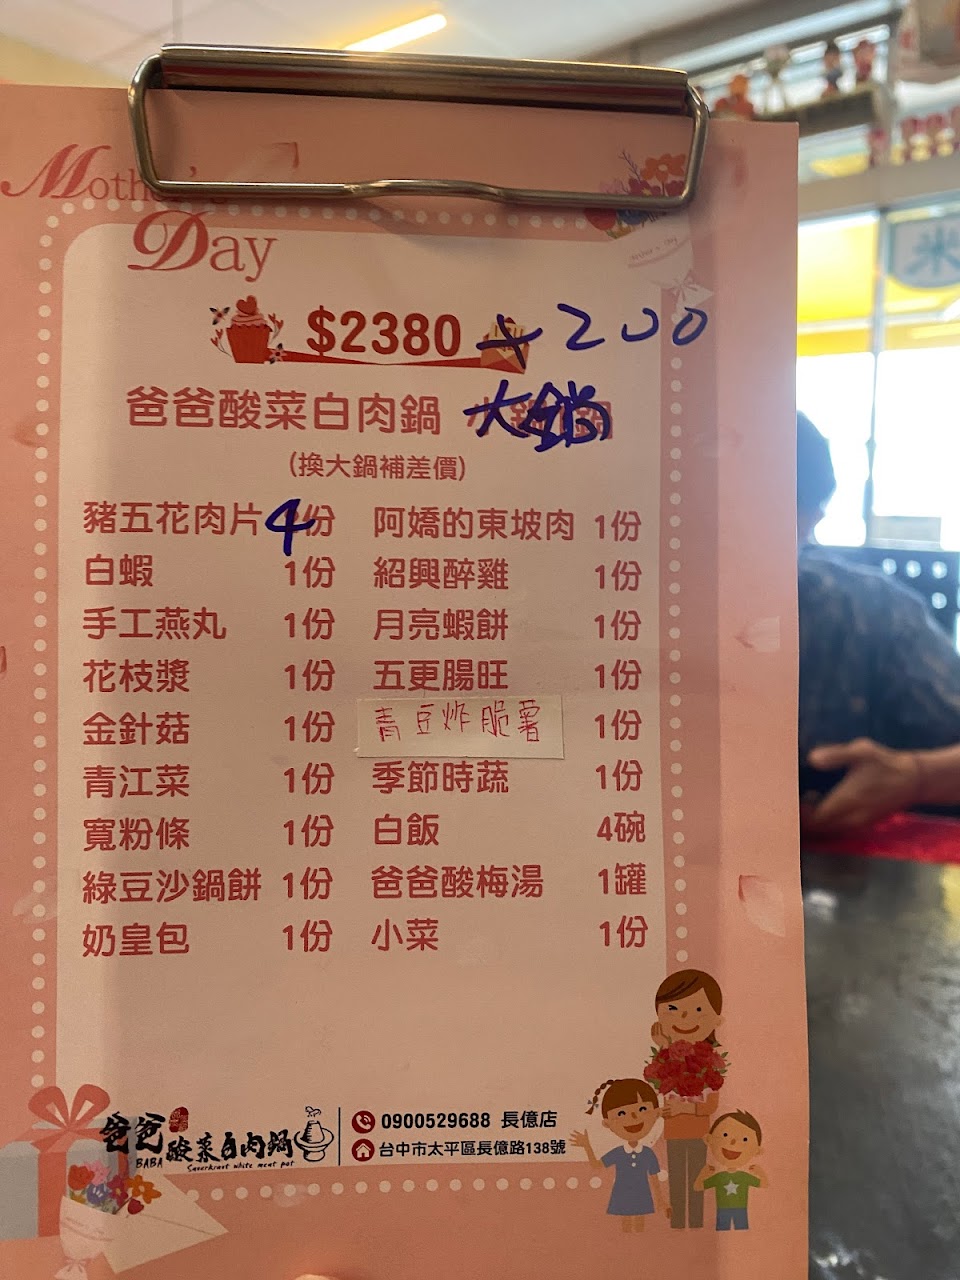 Mother's
Day
$2380 +200
爸爸酸菜白肉鍋 大鍋
(換大鍋補差價)
豬五花肉片 4份 阿嬌的東坡肉 1份
白蝦 1份 紹興醉雞 1份
手工燕丸 1份 月亮蝦餅 1份
花枝漿 1份 五更腸旺 1份
金針菇 1份 青豆炸脆薯 1份
青江菜 1份 季節時蔬 1份
寬粉條 1份 白飯 4碗
綠豆沙鍋餅 1份 爸爸酸梅湯 1罐
奶皇包 1份 小菜 1份
爸爸 酸菜白肉鍋
BABA Sauerkraut white meat pot
0900529688 長億店
台中市太平區長億路138號
米